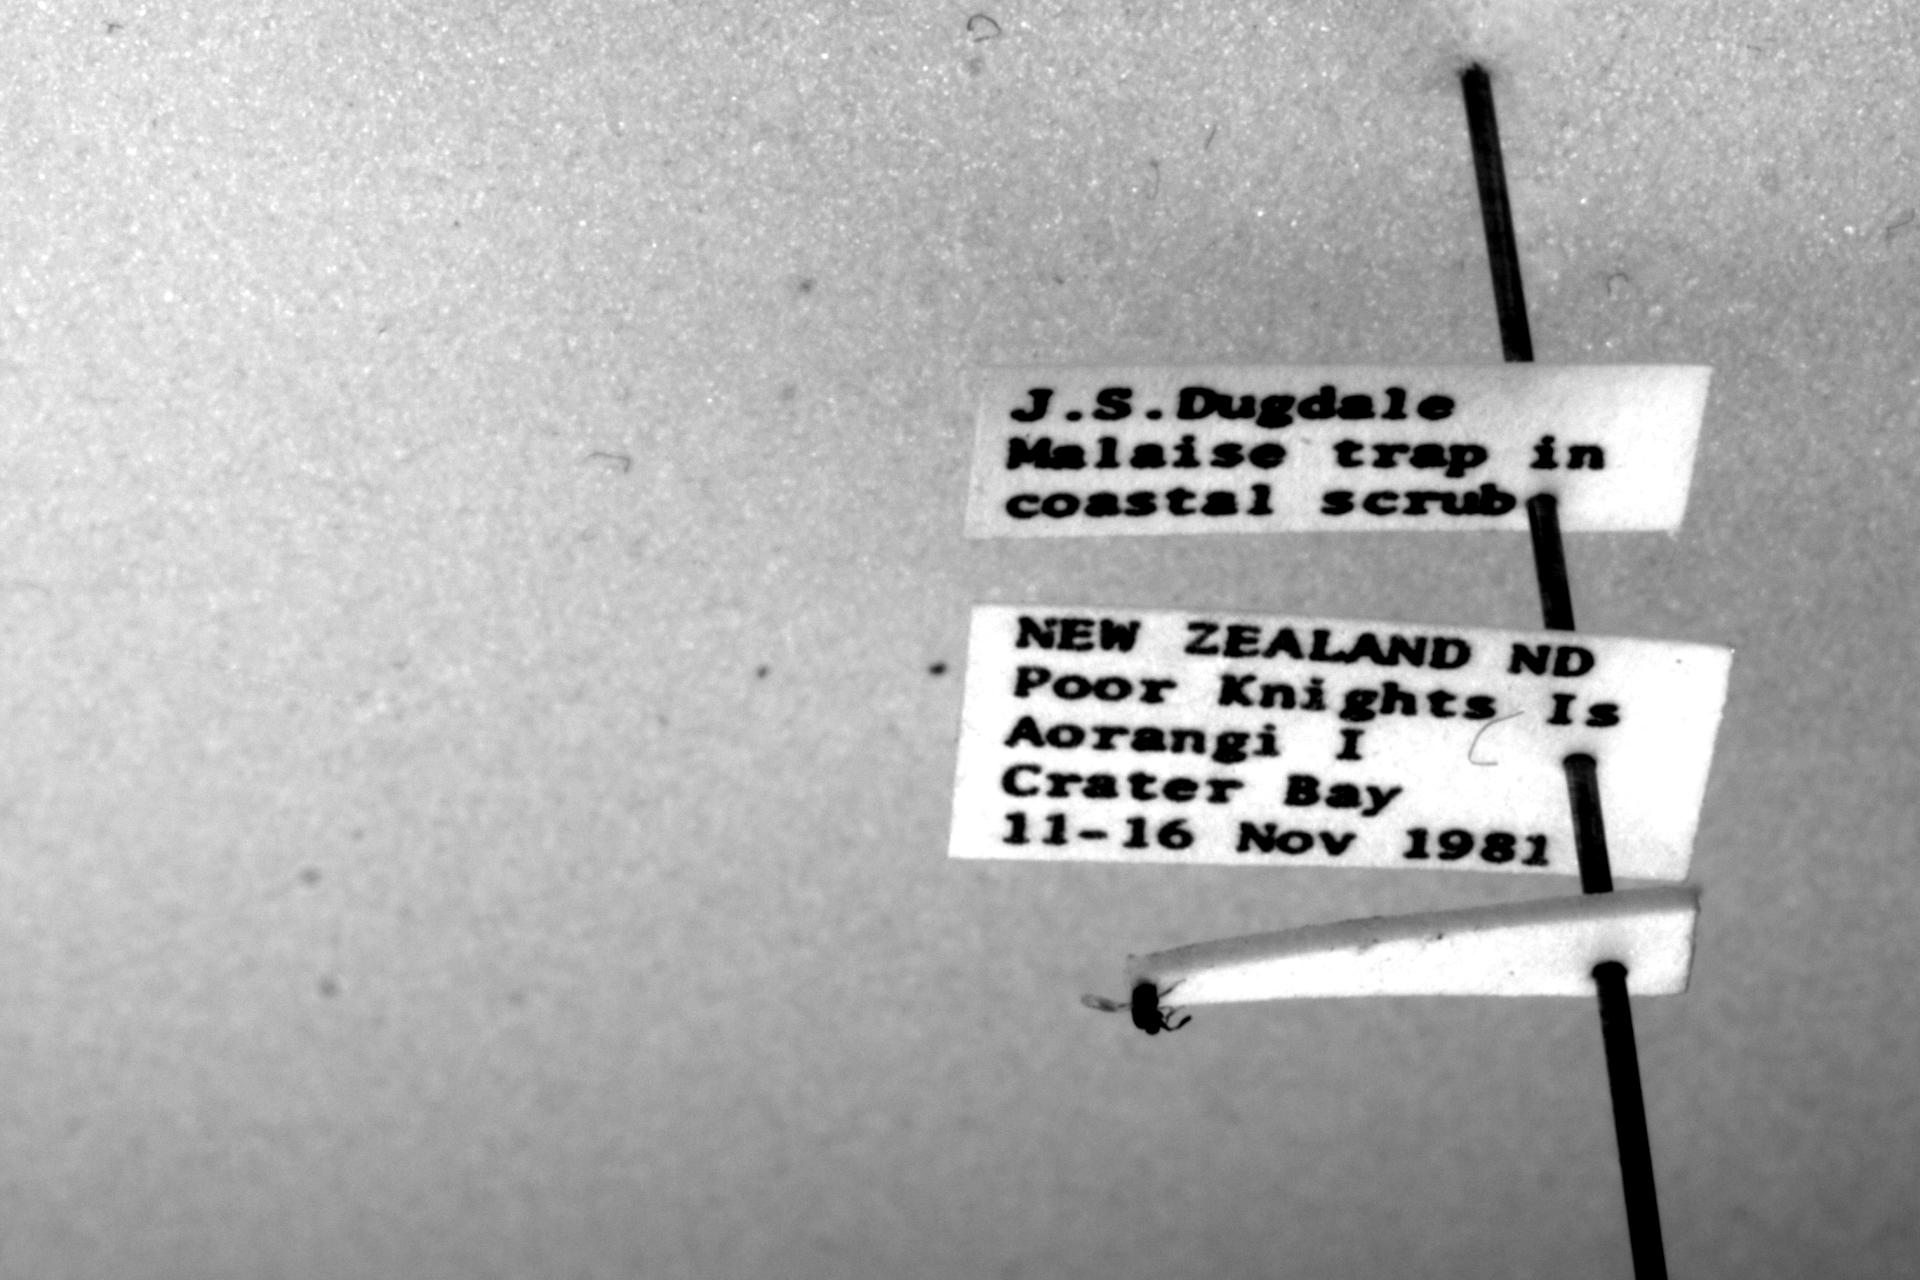 J.S.Dugdale
Malaise trap in
coastal scrub
NEW ZEALAND ND
Poor Knights Is
Aorangi I
Crater Bay
11-16 Nov 1981